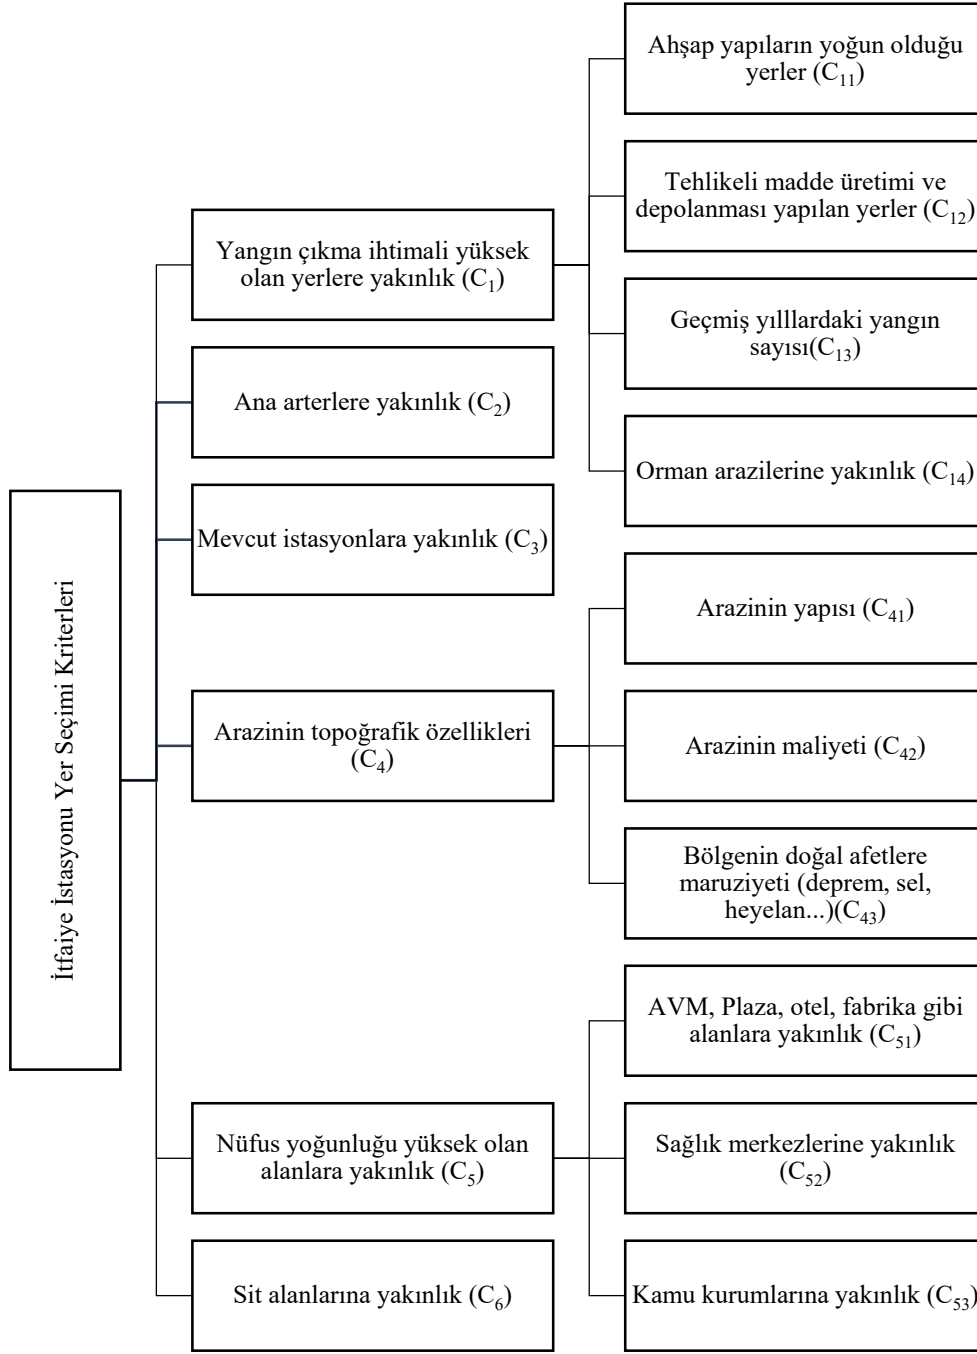 İtfaiye İstasyonu Yer Seçimi Kriterleri
Yangın çıkma ihtimali yüksek
olan yerlere yakınlık (C₁)
Ahşap yapıların yoğun olduğu
yerler (C₁₁)
Tehlikeli madde üretimi ve
depolanması yapılan yerler (C₁₂)
Geçmiş yılllardaki yangın
sayısı(C₁₃)
Orman arazilerine yakınlık (C₁₄)
Ana arterlere yakınlık (C₂)
Mevcut istasyonlara yakınlık (C₃)
Arazinin topoğrafik özellikleri
(C₄)
Arazinin yapısı (C₄₁)
Arazinin maliyeti (C₄₂)
Bölgenin doğal afetlere
maruziyeti (deprem, sel,
heyelan...)(C₄₃)
Nüfus yoğunluğu yüksek olan
alanlara yakınlık (C₅)
AVM, Plaza, otel, fabrika gibi
alanlara yakınlık (C₅₁)
Sağlık merkezlerine yakınlık
(C₅₂)
Kamu kurumlarına yakınlık (C₅₃)
Sit alanlarına yakınlık (C₆)